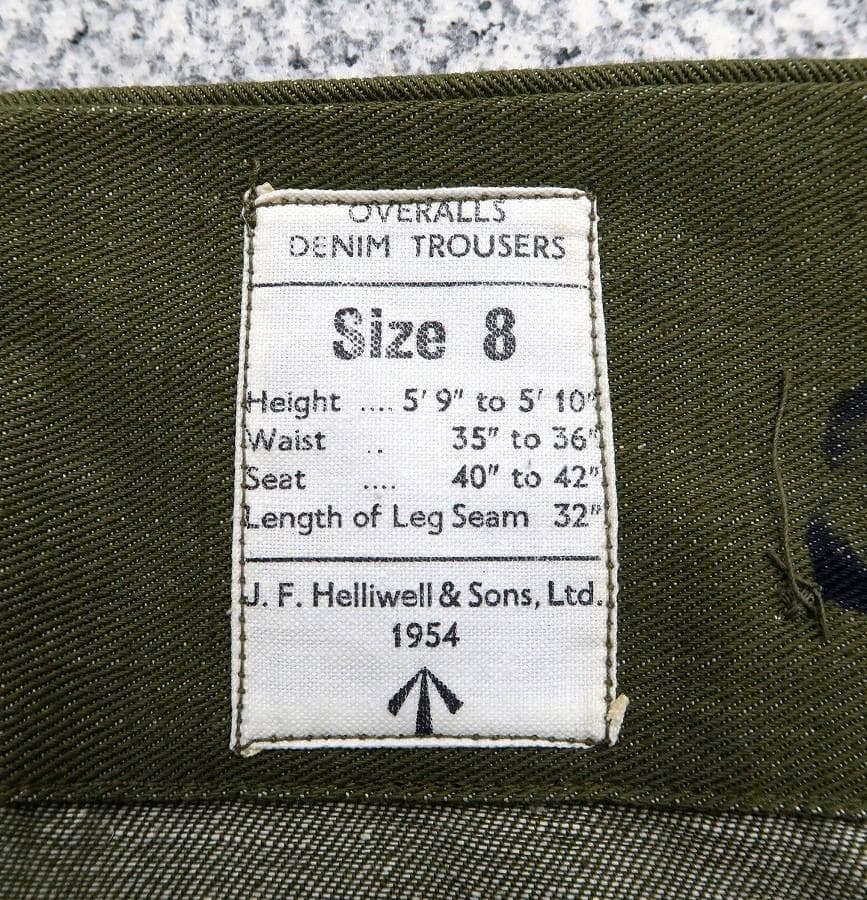 OVERALLS
DENIM TROUSERS
Size 8
Height .... 5' 9" to 5' 10"
Waist .. 35" to 36"
Seat .... 40" to 42"
Length of Leg Seam 32"
J. F. Helliwell & Sons, Ltd.
1954